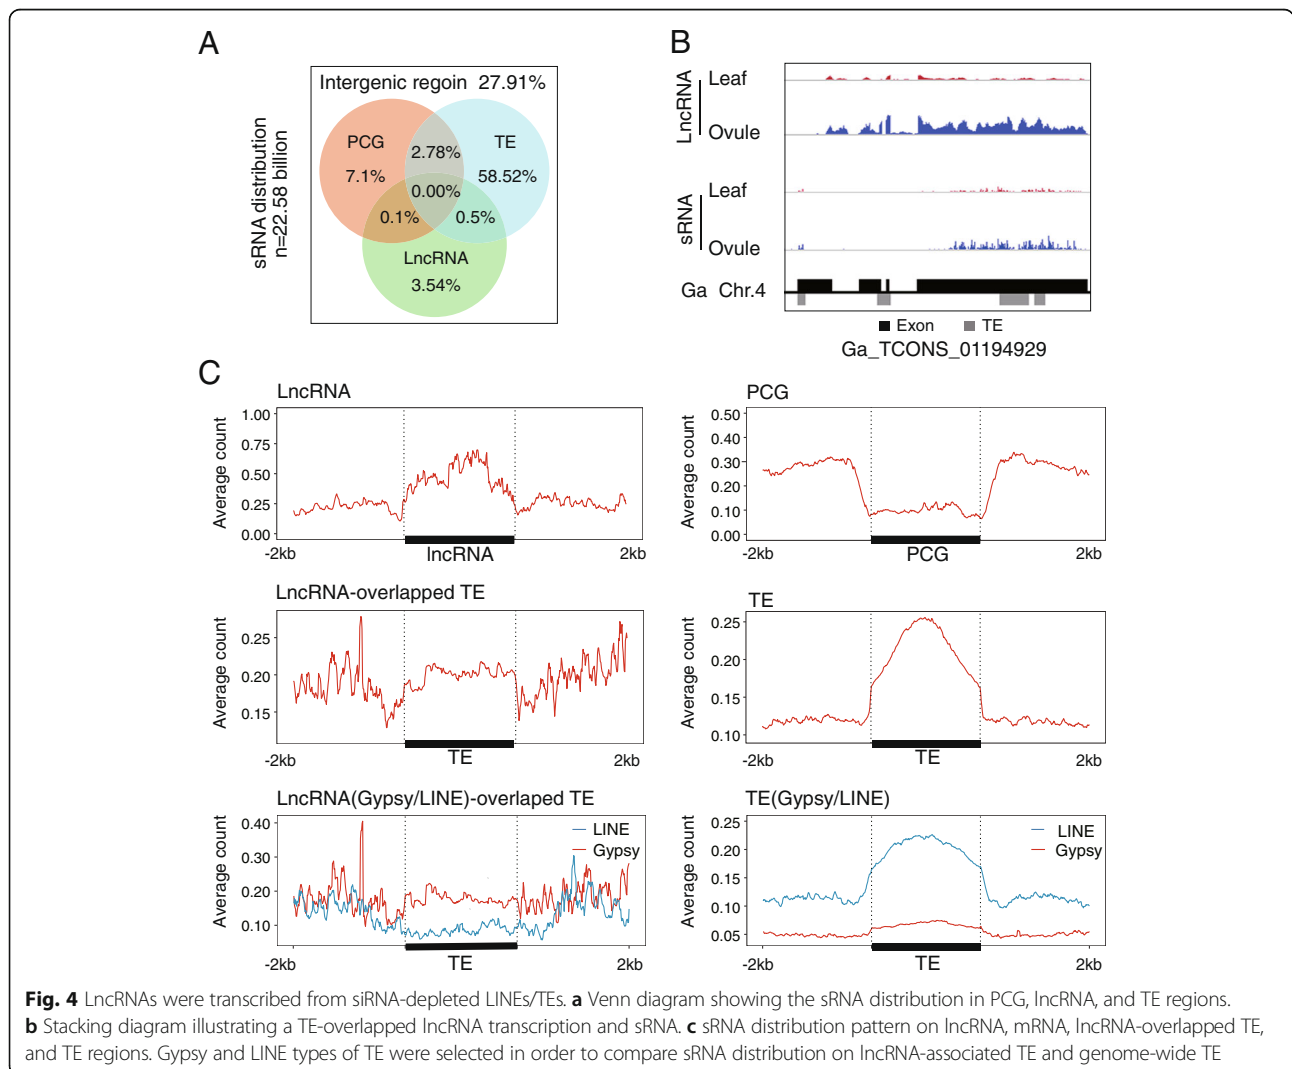 A
Intergenic regoin 27.91%
sRNA distribution
n=22.58 billion
PCG
TE
2.78%
7.1%
58.52%
0.00%
0.1%
0.5%
LncRNA
3.54%
B
LncRNA
Leaf
Ovule
sRNA
Leaf
Ovule
Ga Chr.4
Exon TE
Ga_TCONS_01194929
C
LncRNA
Average count
1.00
0.75
0.50
0.25
0.00
-2kb
lncRNA
2kb
PCG
Average count
0.50
0.40
0.30
0.20
0.10
0.00
-2kb
PCG
2kb
LncRNA-overlapped TE
Average count
0.25
0.20
0.15
-2kb
TE
2kb
TE
Average count
0.25
0.20
0.15
0.10
-2kb
TE
2kb
LncRNA(Gypsy/LINE)-overlaped TE
Average count
0.40
0.30
0.20
0.10
LINE
Gypsy
-2kb
TE
2kb
TE(Gypsy/LINE)
Average count
0.25
0.20
0.15
0.10
0.05
LINE
Gypsy
-2kb
TE
2kb
Fig. 4 LncRNAs were transcribed from siRNA-depleted LINEs/TEs. a Venn diagram showing the sRNA distribution in PCG, lncRNA, and TE regions.
b Stacking diagram illustrating a TE-overlapped lncRNA transcription and sRNA. c sRNA distribution pattern on lncRNA, mRNA, lncRNA-overlapped TE,
and TE regions. Gypsy and LINE types of TE were selected in order to compare sRNA distribution on lncRNA-associated TE and genome-wide TE